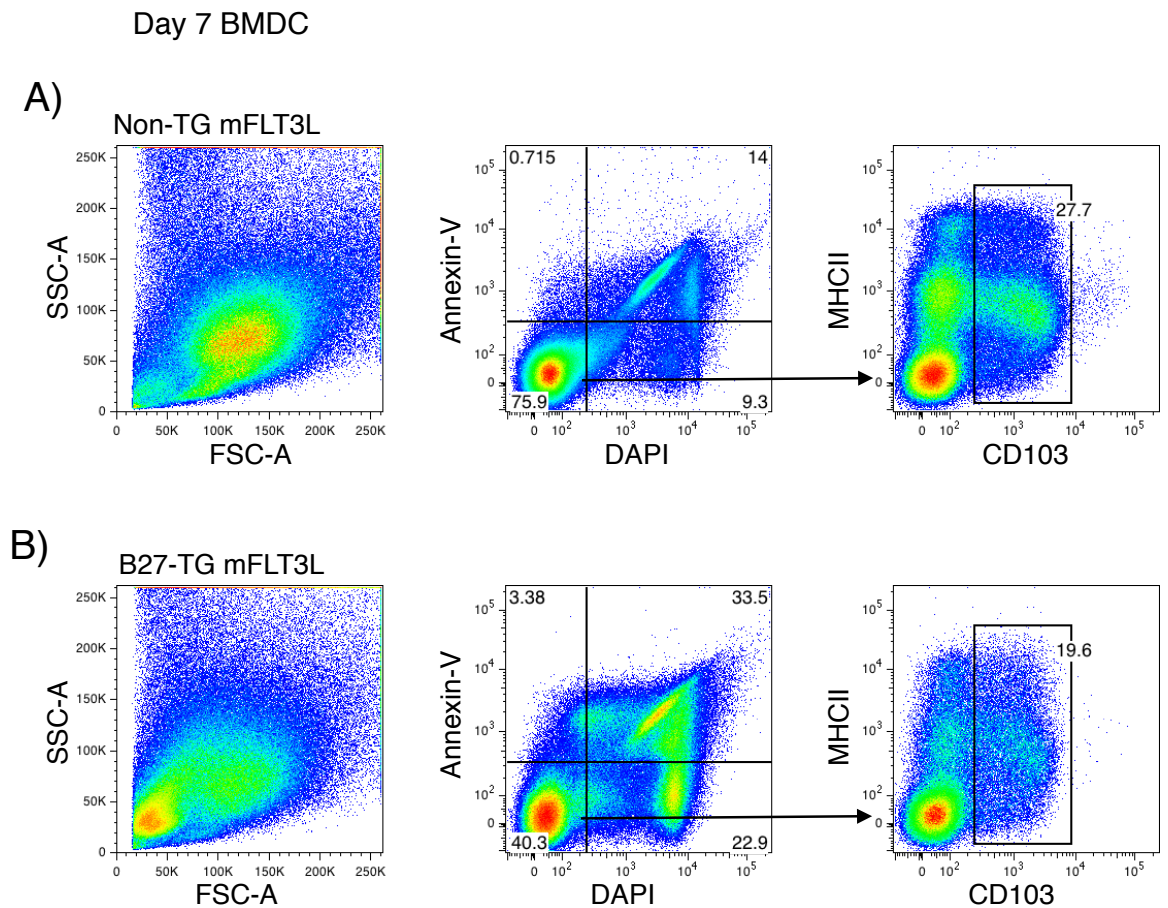 Day 7 BMDC
A)
Non-TG mFLT3L
SSC-A
250K
200K
150K
100K
50K
0
0 50K 100K 150K 200K 250K
FSC-A
Annexin-V
10^5
10^4
10^3
10^2
0
0.715 14
75.9 9.3
0 10^2 10^3 10^4 10^5
DAPI
MHCII
10^5
10^4
10^3
10^2
0
27.7
0 10^2 10^3 10^4 10^5
CD103
B)
B27-TG mFLT3L
SSC-A
250K
200K
150K
100K
50K
0
0 50K 100K 150K 200K 250K
FSC-A
Annexin-V
10^5
10^4
10^3
10^2
0
3.38 33.5
40.3 22.9
0 10^2 10^3 10^4 10^5
DAPI
MHCII
10^5
10^4
10^3
10^2
0
19.6
0 10^2 10^3 10^4 10^5
CD103